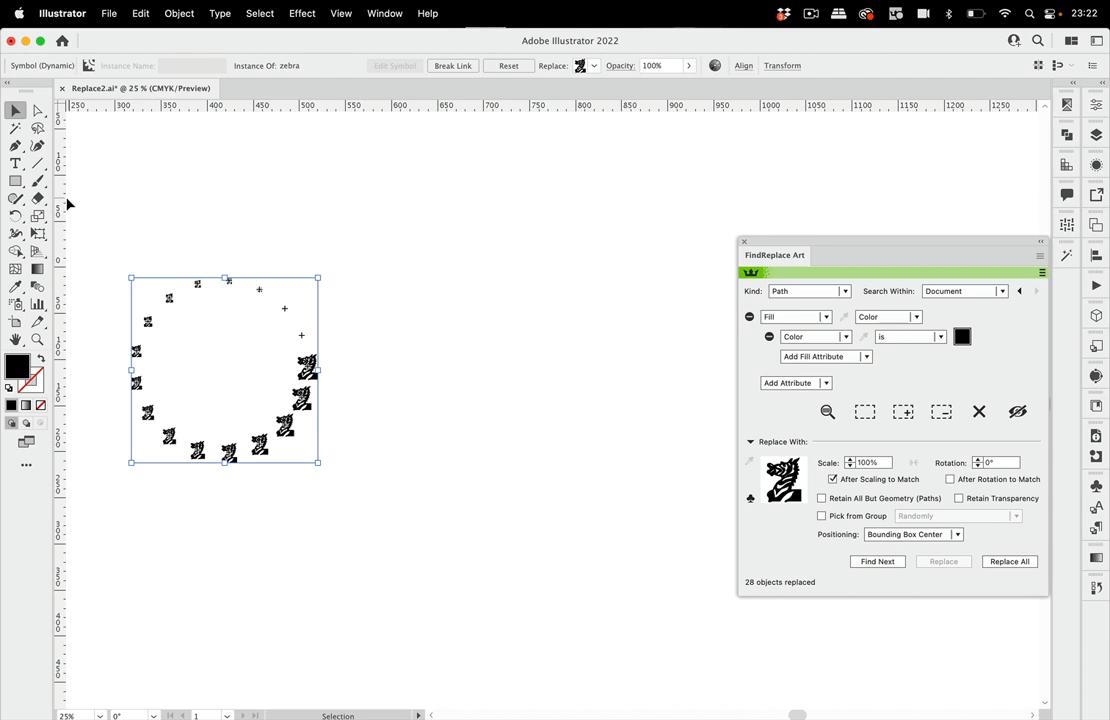 Illustrator File Edit Object Type Select Effect View Window Help 23:22
Adobe Illustrator 2022
Symbol (Dynamic) Instance Name: Instance Of: zebra Edit Symbol Break Link Reset Replace: Opacity: 100% Align Transform
Replace2.ai* @ 25 % (CMYK/Preview)
250 300 350 400 450 500 550 600 650 700 750 800 850 900 950 1000 1050 1100 1150 1200 1250
FindReplace Art
Kind: Path Search Within: Document
Fill Color
Color is
Add Fill Attribute
Add Attribute
Replace With:
Scale: 100% Rotation: 0°
After Scaling to Match After Rotation to Match
Retain All But Geometry (Paths) Retain Transparency
Pick from Group Randomly
Positioning: Bounding Box Center
Find Next Replace Replace All
28 objects replaced
25% 0° 1 Selection